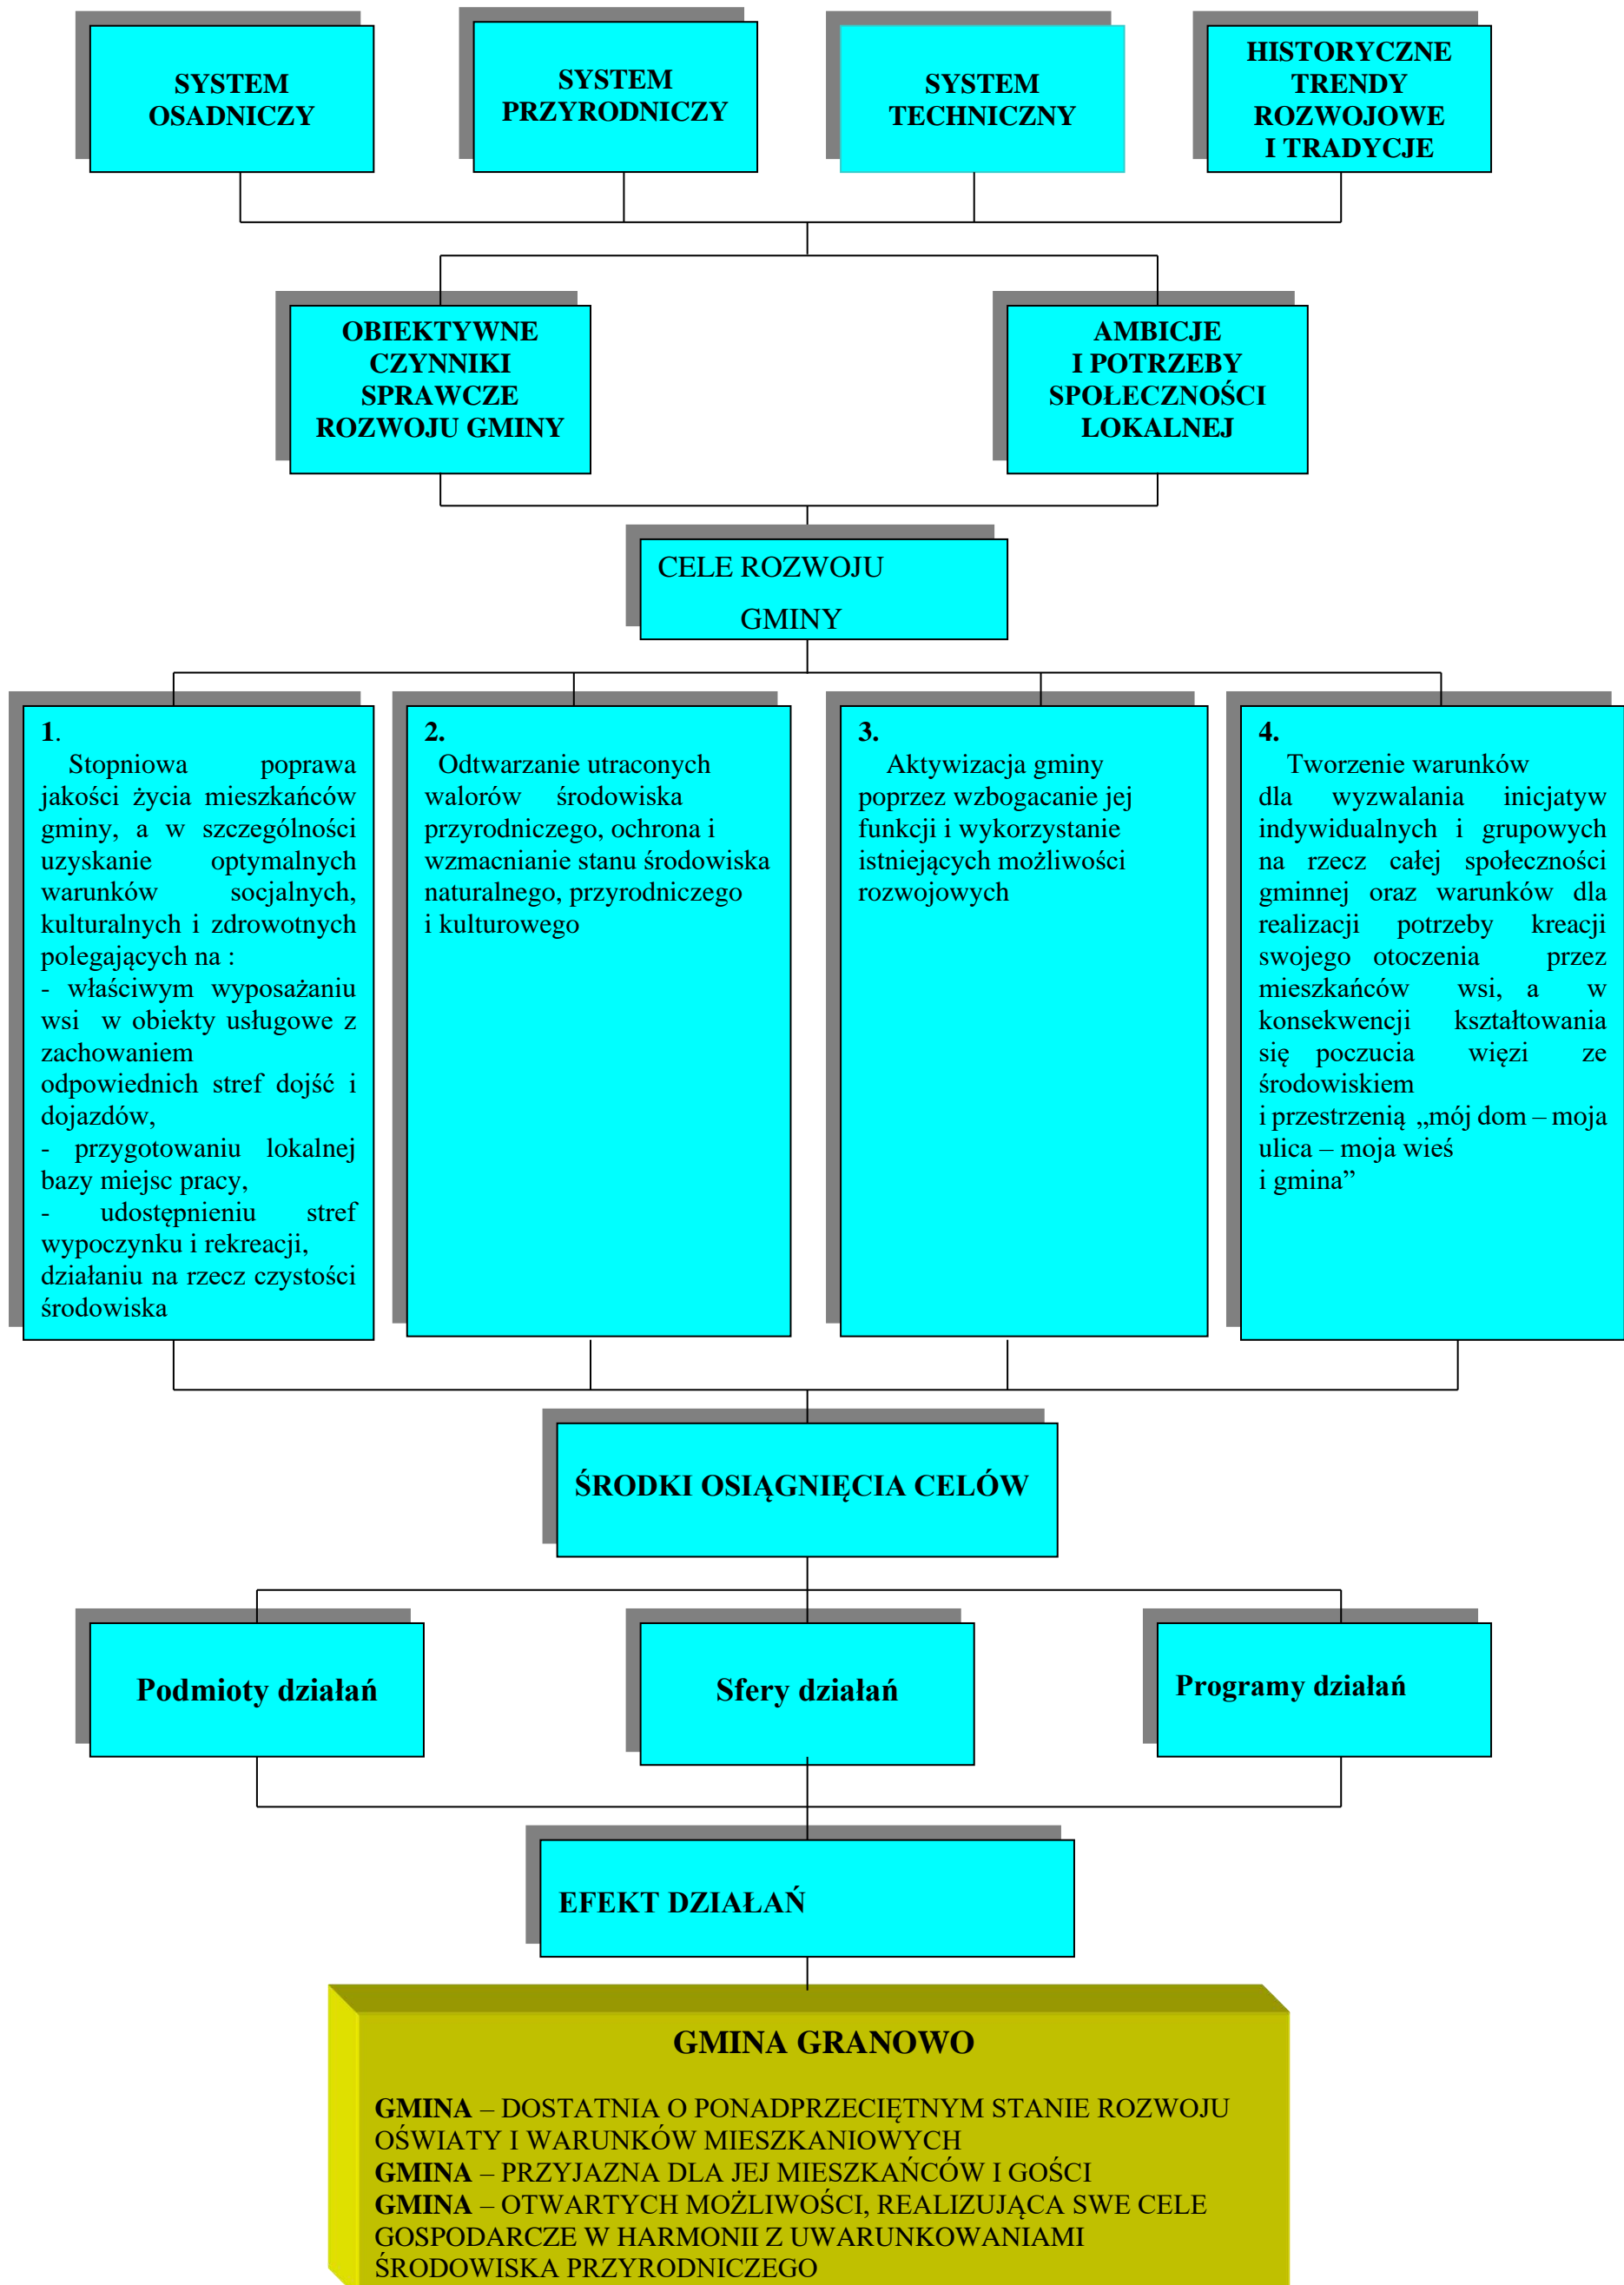 SYSTEM
OSADNICZY
SYSTEM
PRZYRODNICZY
SYSTEM
TECHNICZNY
HISTORYCZNE
TRENDY
ROZWOJOWE
I TRADYCJE
OBIEKTYWNE
CZYNNIKI
SPRAWCZE
ROZWOJU GMINY
AMBICJE
I POTRZEBY
SPOŁECZNOŚCI
LOKALNEJ
CELE ROZWOJU
GMINY
1.
Stopniowa poprawa
jakości życia mieszkańców
gminy, a w szczególności
uzyskanie optymalnych
warunków socjalnych,
kulturalnych i zdrowotnych
polegających na :
- właściwym wyposażaniu
wsi w obiekty usługowe z
zachowaniem
odpowiednich stref dojść i
dojazdów,
- przygotowaniu lokalnej
bazy miejsc pracy,
- udostępnieniu stref
wypoczynku i rekreacji,
działaniu na rzecz czystości
środowiska
2.
Odtwarzanie utraconych
walorów środowiska
przyrodniczego, ochrona i
wzmacnianie stanu środowiska
naturalnego, przyrodniczego
i kulturowego
3.
Aktywizacja gminy
poprzez wzbogacanie jej
funkcji i wykorzystanie
istniejących możliwości
rozwojowych
4.
Tworzenie warunków
dla wyzwalania inicjatyw
indywidualnych i grupowych
na rzecz całej społeczności
gminnej oraz warunków dla
realizacji potrzeby kreacji
swojego otoczenia przez
mieszkańców wsi, a w
konsekwencji kształtowania
się poczucia więzi ze
środowiskiem
i przestrzenią „mój dom – moja
ulica – moja wieś
i gmina”
ŚRODKI OSIĄGNIĘCIA CELÓW
Podmioty działań
Sfery działań
Programy działań
EFEKT DZIAŁAŃ
GMINA GRANOWO
GMINA – DOSTATNIA O PONADPRZECIĘTNYM STANIE ROZWOJU
OŚWIATY I WARUNKÓW MIESZKANIOWYCH
GMINA – PRZYJAZNA DLA JEJ MIESZKAŃCÓW I GOŚCI
GMINA – OTWARTYCH MOŻLIWOŚCI, REALIZUJĄCA SWE CELE
GOSPODARCZE W HARMONII Z UWARUNKOWANIAMI
ŚRODOWISKA PRZYRODNICZEGO